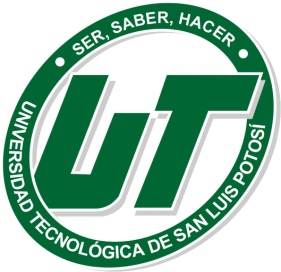 SER, SABER, HACER
UT
UNIVERSIDAD TECNOLÓGICA DE SAN LUIS POTOSÍ